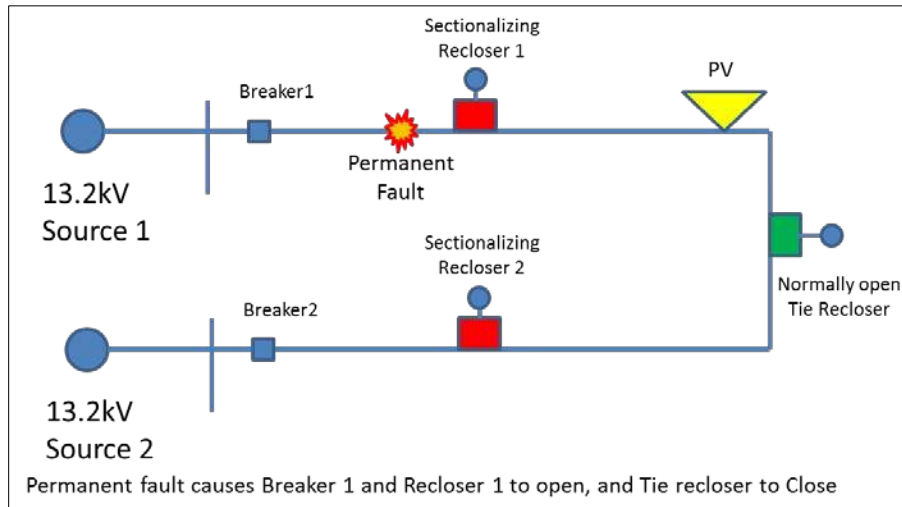 Sectionalizing
Recloser 1
PV
Breaker1
Permanent
Fault
13.2kV
Source 1
Sectionalizing
Recloser 2
Normally open
Tie Recloser
Breaker2
13.2kV
Source 2
Permanent fault causes Breaker 1 and Recloser 1 to open, and Tie recloser to Close